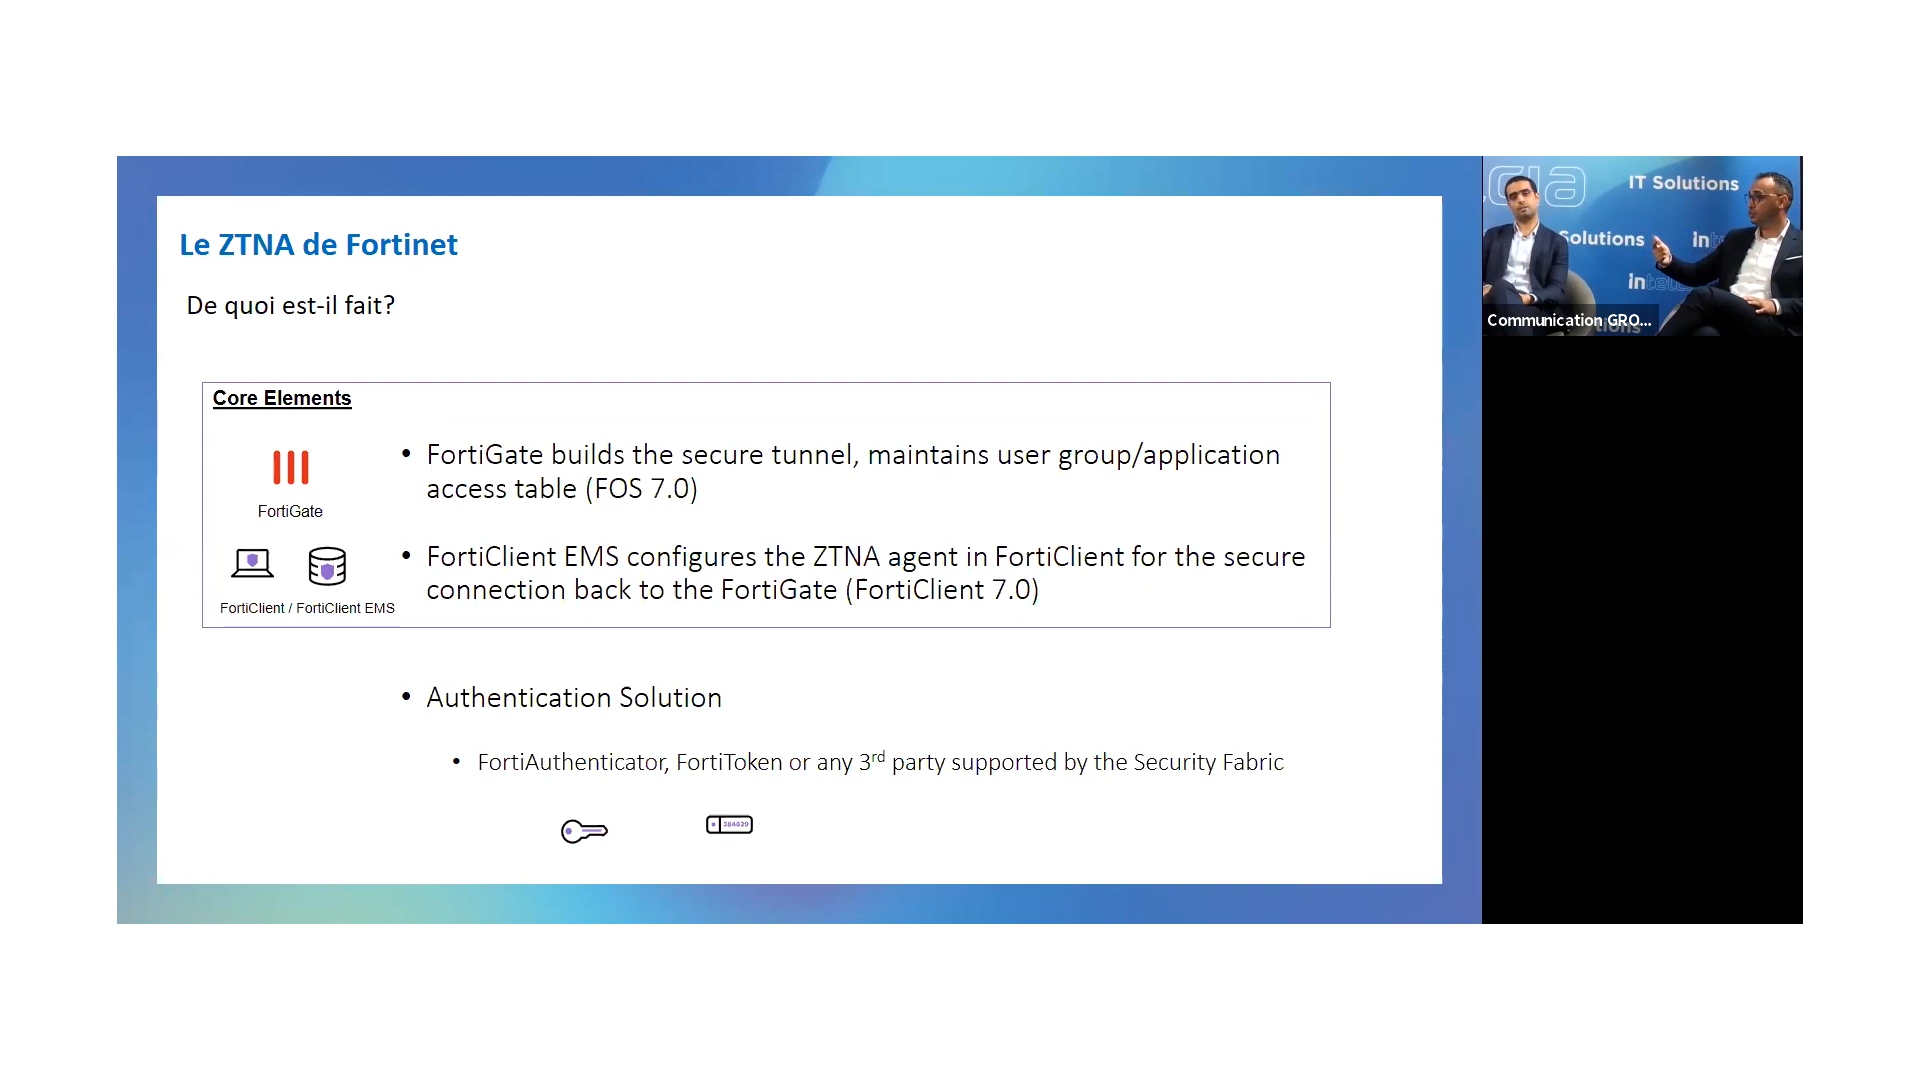 Le ZTNA de Fortinet
De quoi est-il fait?
Core Elements
FortiGate
• FortiGate builds the secure tunnel, maintains user group/application
access table (FOS 7.0)
FortiClient / FortiClient EMS
• FortiClient EMS configures the ZTNA agent in FortiClient for the secure
connection back to the FortiGate (FortiClient 7.0)
• Authentication Solution
• FortiAuthenticator, FortiToken or any 3rd party supported by the Security Fabric
IT Solutions
Solutions
Communication GRO...